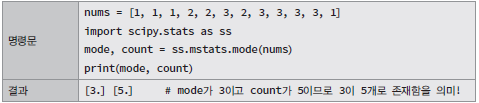 명령문
nums = [1, 1, 1, 2, 2, 3, 2, 3, 3, 3, 3, 1]
import scipy.stats as ss
mode, count = ss.mstats.mode(nums)
print(mode, count)
결과
[3.] [5.] # mode가 3이고 count가 5이므로 3이 5개로 존재함을 의미!